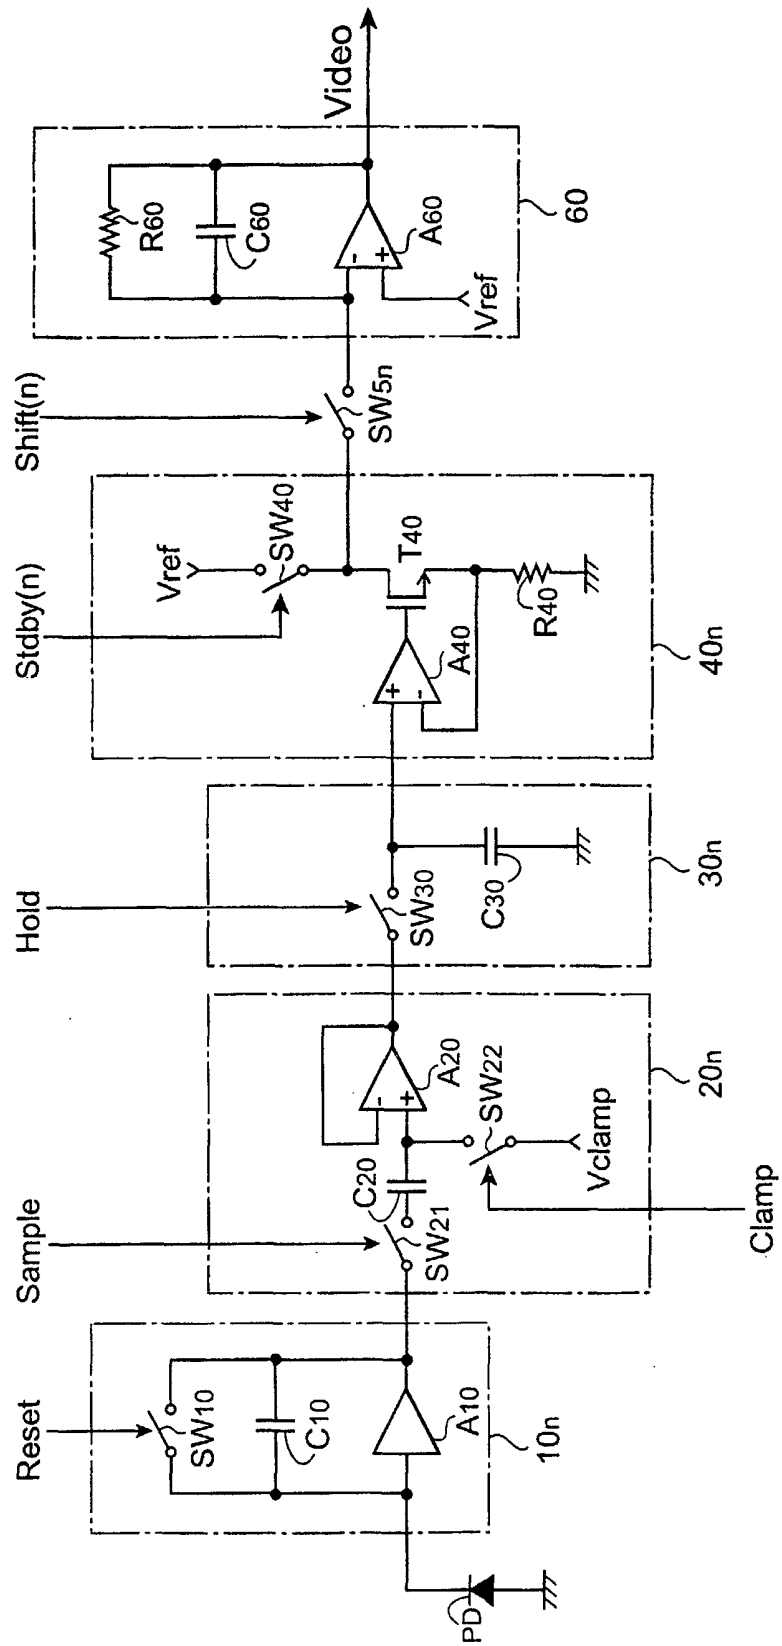 Reset
Sample
Hold
Stdby(n)
Shift(n)
Video
PD
SW10
C10
A10
10n
SW21
C20
A20
SW22
Vclamp
Clamp
20n
SW30
C30
30n
Vref
SW40
T40
A40
R40
40n
SW5n
R60
C60
A60
Vref
60
-
+
+
-
-
+